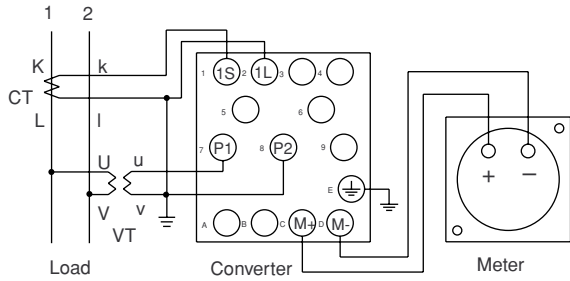 1 2
K k
CT
L l
U u
V v
VT
Load
1 1S 2 1L 3 4
5 6
7 P1 8 P2 9
E
A B C M+ D M-
Converter
+ −
Meter